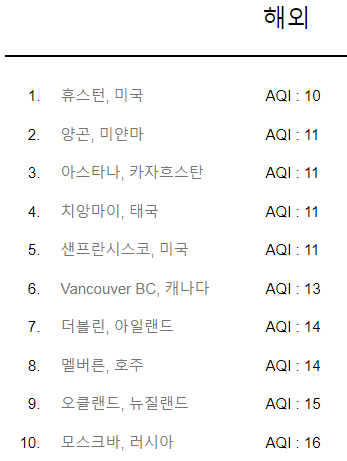 해외
1. 휴스턴, 미국 AQI : 10
2. 양곤, 미얀마 AQI : 11
3. 아스타나, 카자흐스탄 AQI : 11
4. 치앙마이, 태국 AQI : 11
5. 샌프란시스코, 미국 AQI : 11
6. Vancouver BC, 캐나다 AQI : 13
7. 더블린, 아일랜드 AQI : 14
8. 멜버른, 호주 AQI : 14
9. 오클랜드, 뉴질랜드 AQI : 15
10. 모스크바, 러시아 AQI : 16